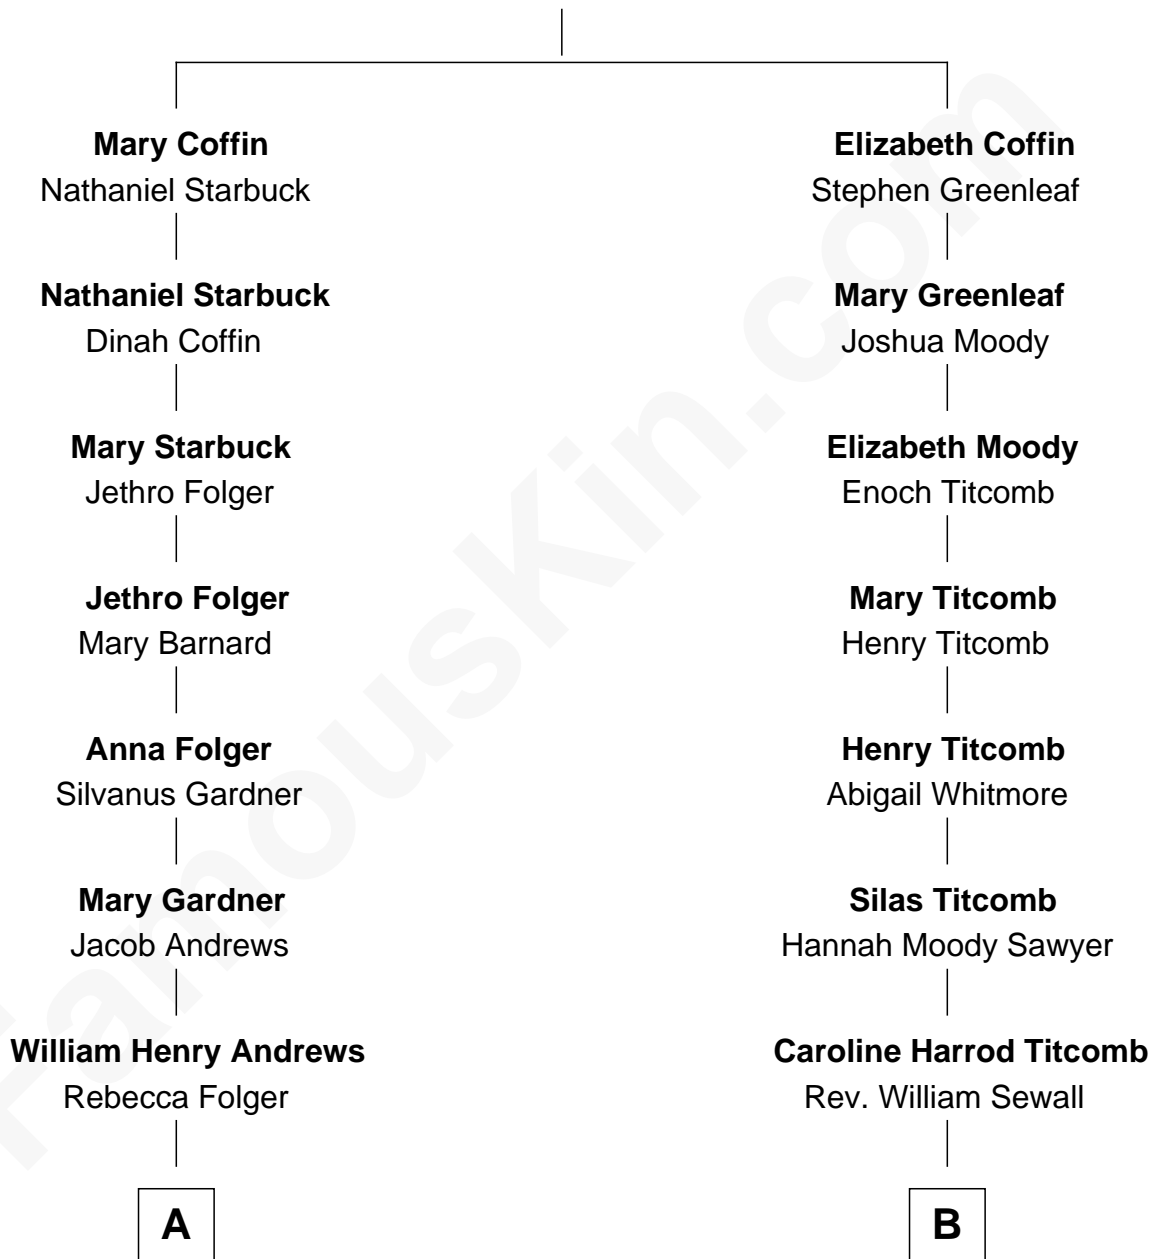 Mary Coffin
Nathaniel Starbuck
Elizabeth Coffin
Stephen Greenleaf
Nathaniel Starbuck
Dinah Coffin
Mary Greenleaf
Joshua Moody
Mary Starbuck
Jethro Folger
Elizabeth Moody
Enoch Titcomb
Jethro Folger
Mary Barnard
Mary Titcomb
Henry Titcomb
Anna Folger
Silvanus Gardner
Henry Titcomb
Abigail Whitmore
Mary Gardner
Jacob Andrews
Silas Titcomb
Hannah Moody Sawyer
William Henry Andrews
Rebecca Folger
Caroline Harrod Titcomb
Rev. William Sewall
A
B
FamousKin.com